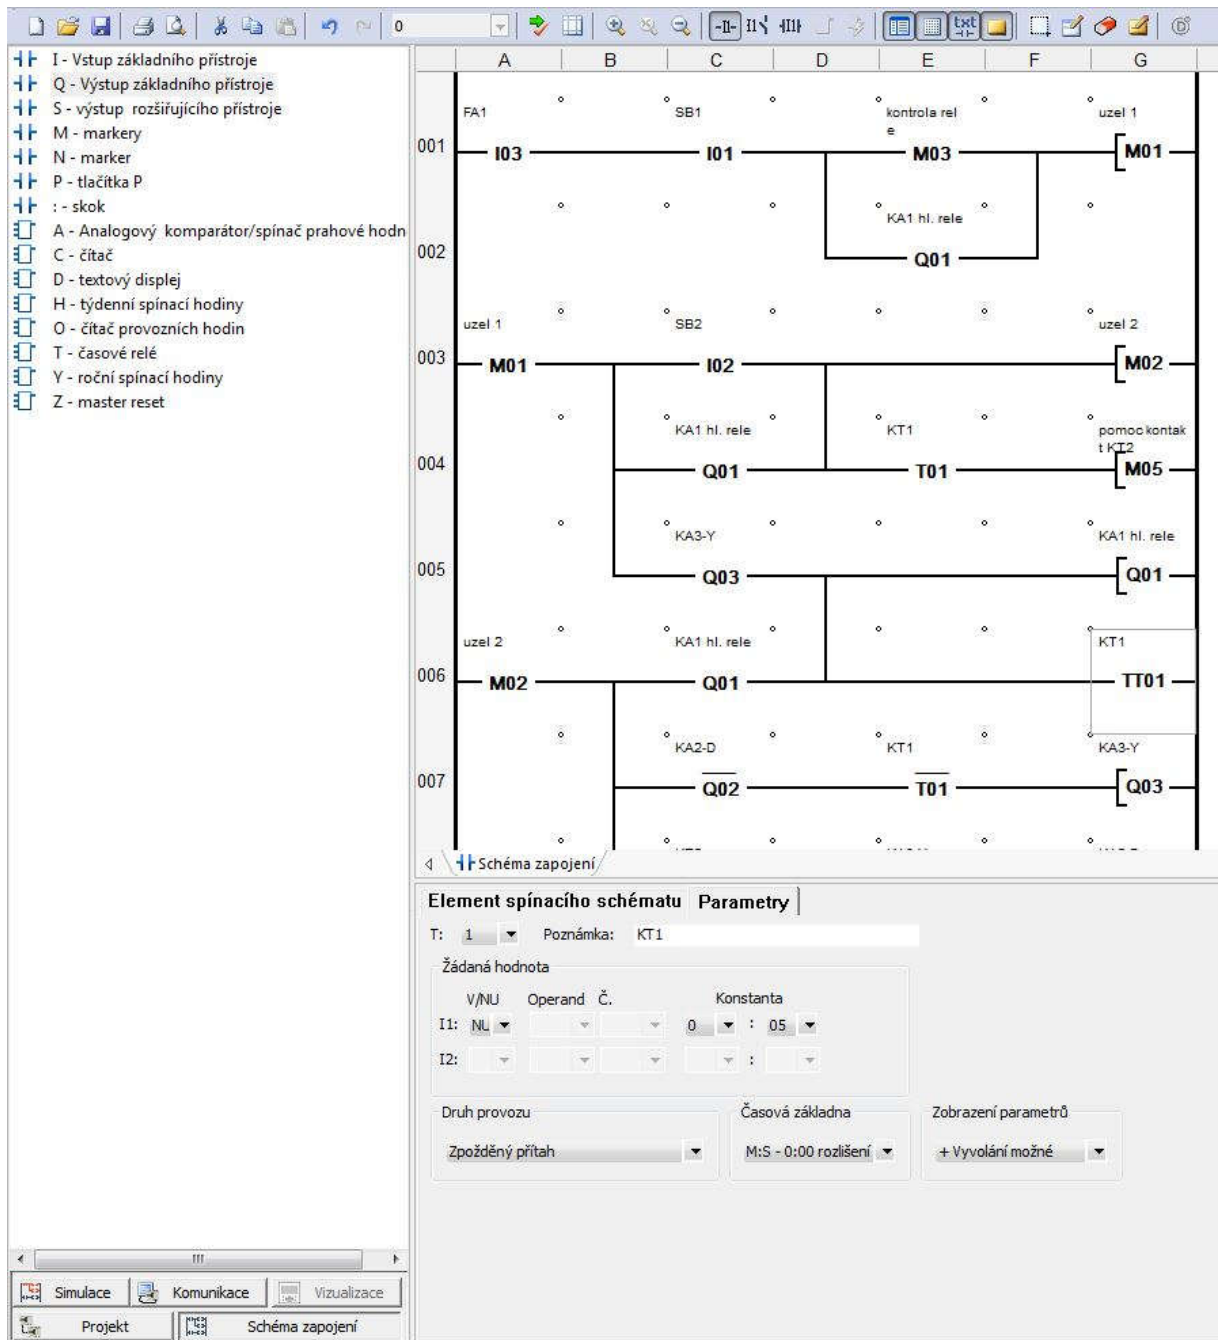 0
I - Vstup základního přístroje
Q - Výstup základního přístroje
S - výstup rozšiřujícího přístroje
M - markery
N - marker
P - tlačítka P
: - skok
A - Analogový komparátor/spínač prahové hodn
C - čítač
D - textový displej
H - týdenní spínací hodiny
O - čítač provozních hodin
T - časové relé
Y - roční spínací hodiny
Z - master reset
A B C D E F G
FA1 SB1 kontrola rel
e uzel 1
001 I03 I01 M03 M01
KA1 hl. rele
002 Q01
uzel 1 SB2 uzel 2
003 M01 I02 M02
KA1 hl. rele KT1 pomoc kontak
t KT2
004 Q01 T01 M05
KA3-Y KA1 hl. rele
005 Q03 Q01
uzel 2 KA1 hl. rele KT1
006 M02 Q01 TT01
KA2-D KT1 KA3-Y
007 Q02 T01 Q03
Schéma zapojení
Element spínacího schématu Parametry
T: 1 Poznámka: KT1
Žádaná hodnota
V/NU Operand Č. Konstanta
I1: NU 0 : 05
I2: :
Druh provozu Časová základna Zobrazení parametrů
Zpožděný přítah M:S - 0:00 rozlišení + Vyvolání možné
Simulace Komunikace Vizualizace
Projekt Schéma zapojení